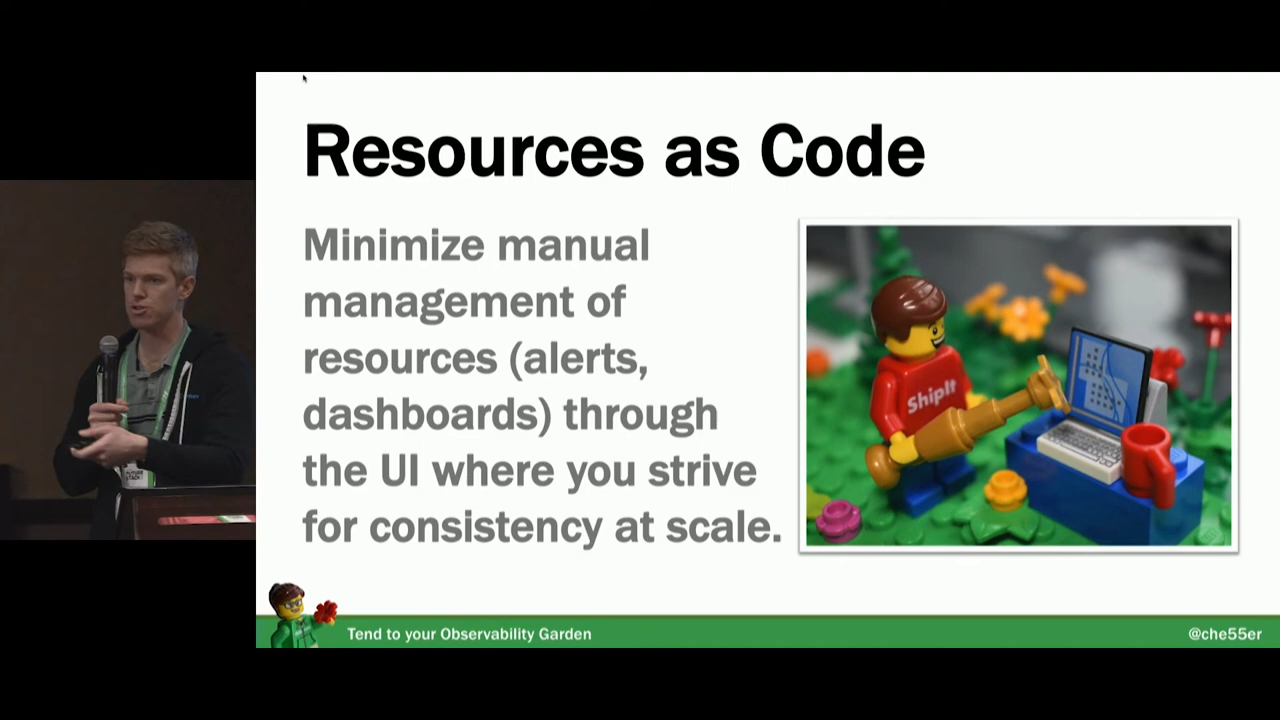 Resources as Code
Minimize manual
management of
resources (alerts,
dashboards) through
the UI where you strive
for consistency at scale.
ShipIt
Tend to your Observability Garden
@che55er